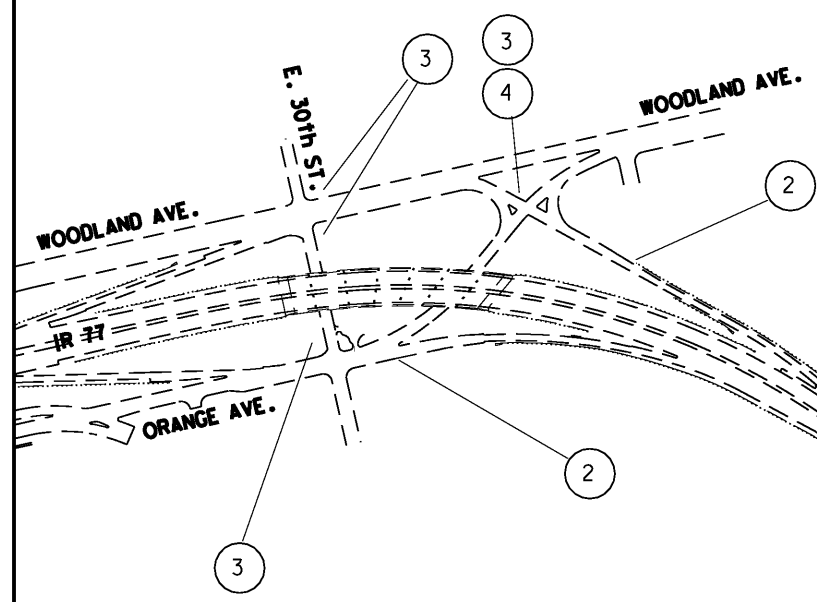 3
3
4
E. 30th ST.
WOODLAND AVE.
2
WOODLAND AVE.
IR 77
ORANGE AVE.
2
3